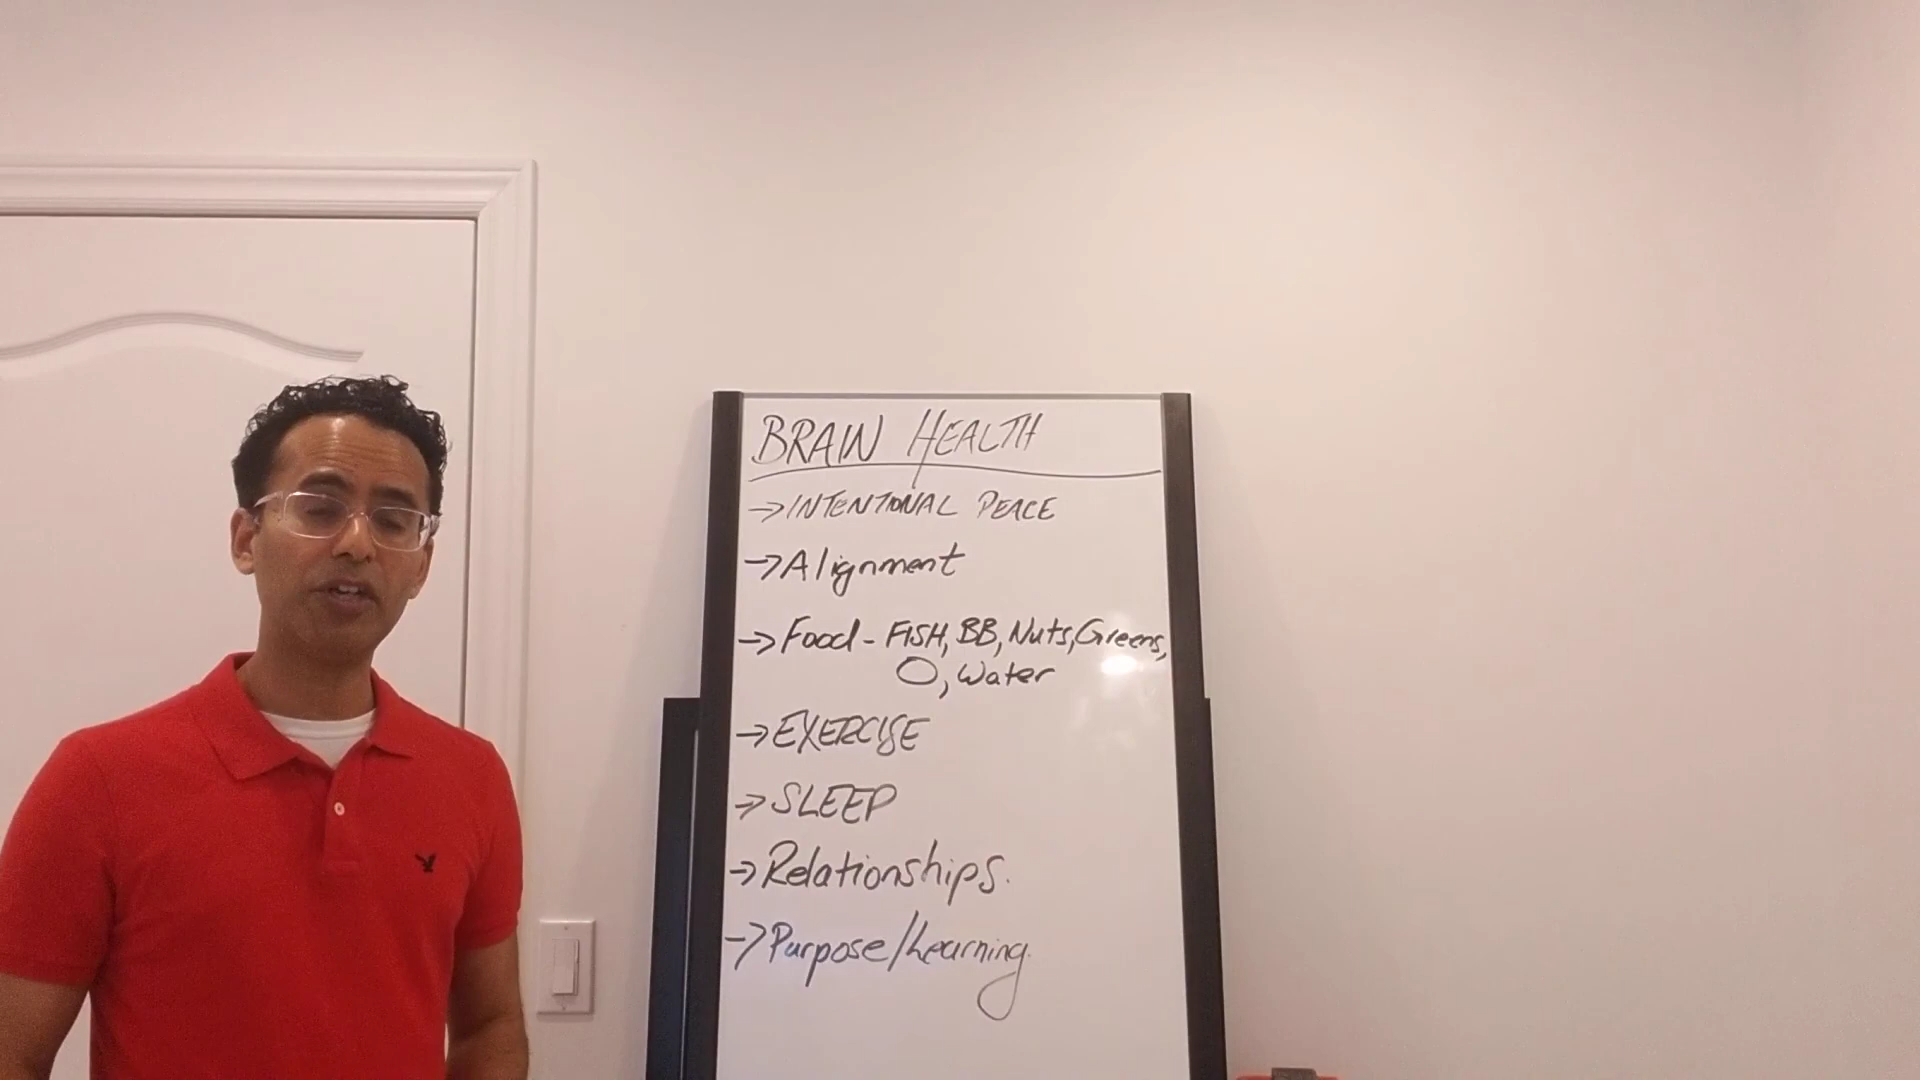 BRAIN HEALTH
→ INTENTIONAL PEACE
→ Alignment
→ Food - FISH, BB, Nuts, Greens,
O, Water
→ EXERCISE
→ SLEEP
→ Relationships.
→ Purpose/Learning.